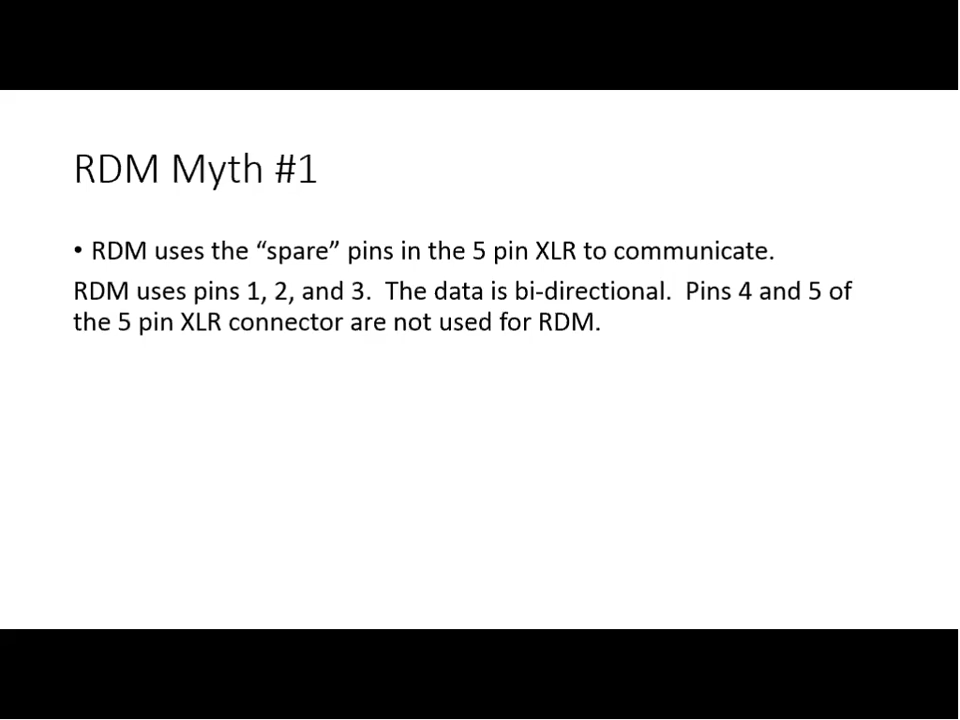 RDM Myth #1
• RDM uses the “spare” pins in the 5 pin XLR to communicate.
RDM uses pins 1, 2, and 3.  The data is bi-directional.  Pins 4 and 5 of
the 5 pin XLR connector are not used for RDM.